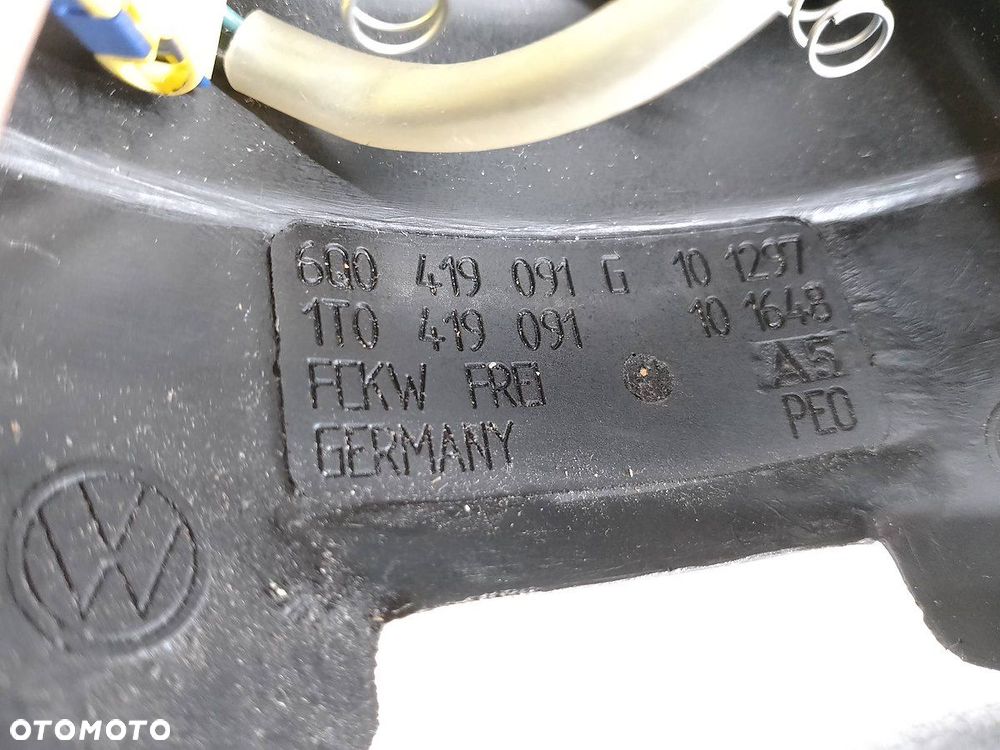 6Q0 419 091 G 10 1297
1T0 419 091 10 1648
FCKW FREI A5
GERMANY PEO
OTOMOTO